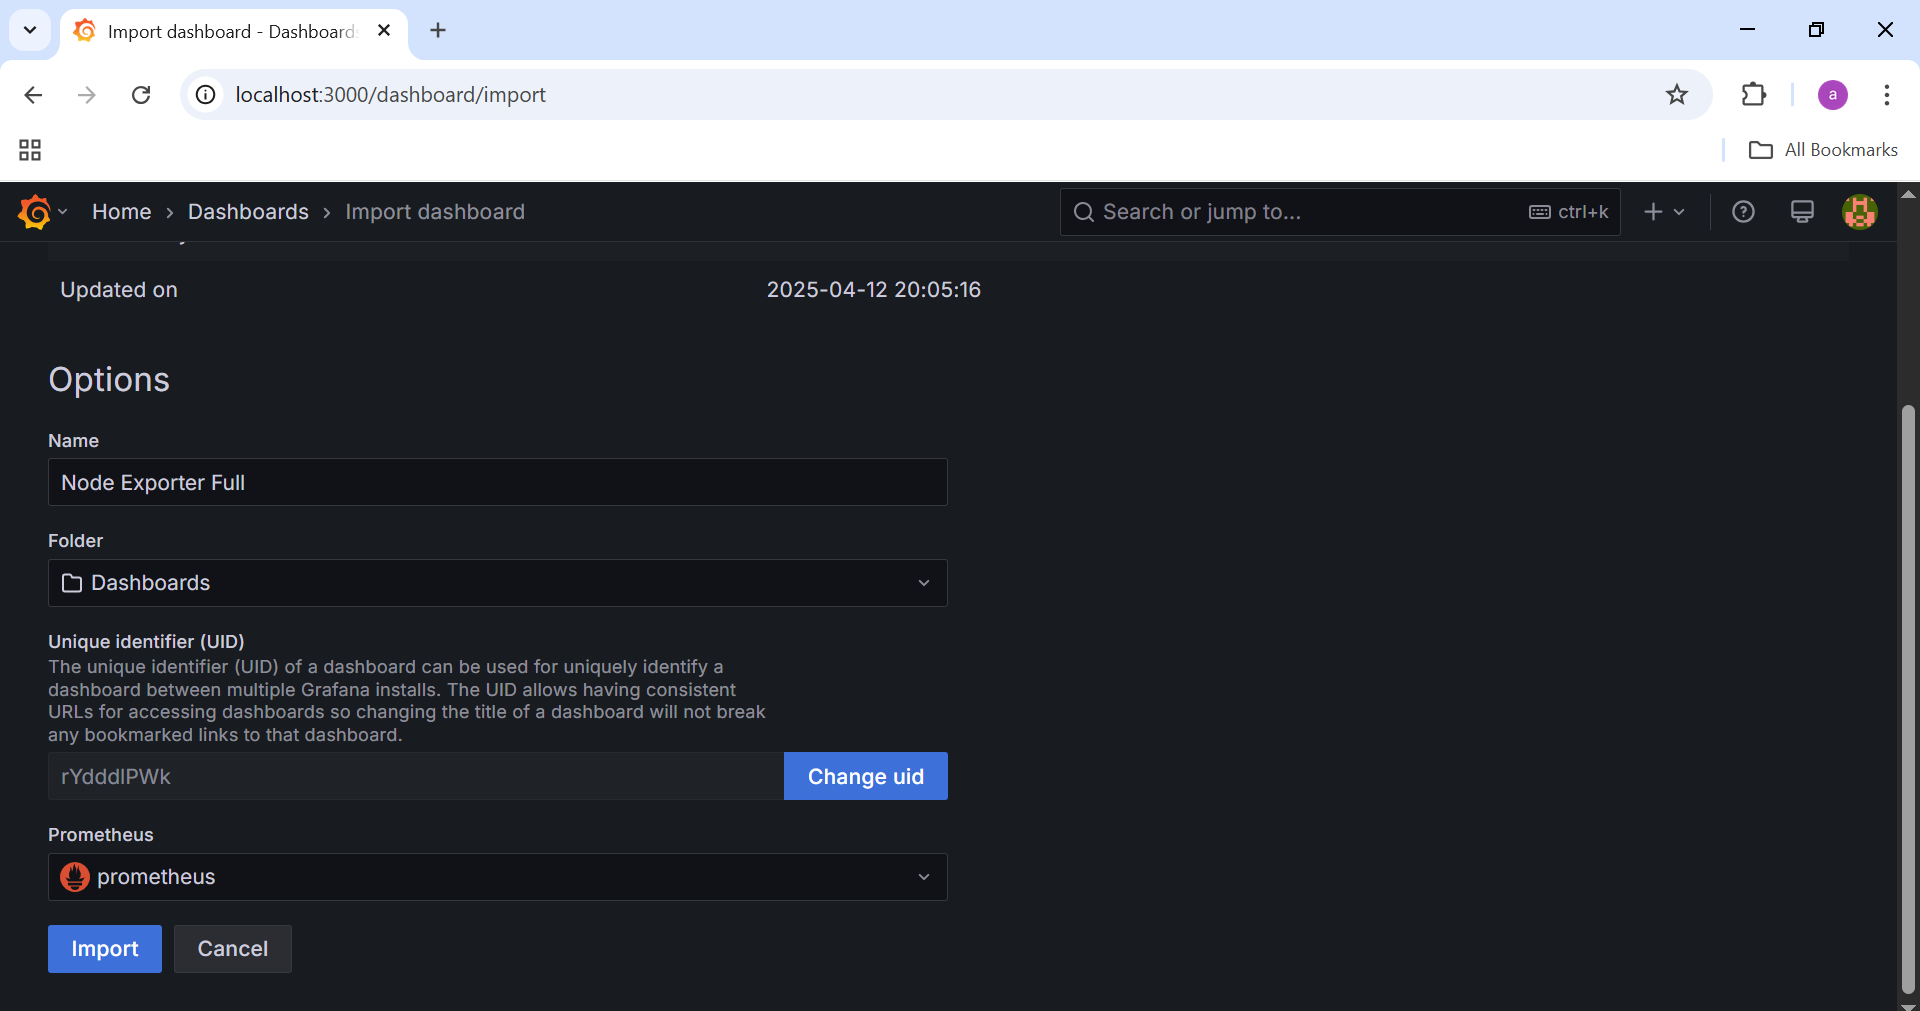 Import dashboard - Dashboards
localhost:3000/dashboard/import
a
All Bookmarks
Home › Dashboards › Import dashboard
Search or jump to...
ctrl+k
Updated on
2025-04-12 20:05:16
Options
Name
Node Exporter Full
Folder
Dashboards
Unique identifier (UID)
The unique identifier (UID) of a dashboard can be used for uniquely identify a
dashboard between multiple Grafana installs. The UID allows having consistent
URLs for accessing dashboards so changing the title of a dashboard will not break
any bookmarked links to that dashboard.
rYdddlPWk
Change uid
Prometheus
prometheus
Import
Cancel